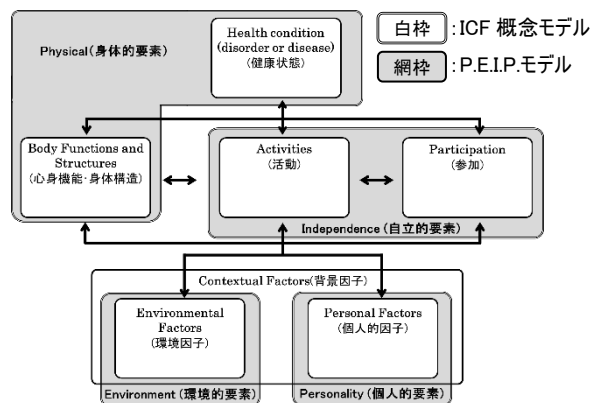 Health condition
(disorder or disease)
(健康状態)
Physical(身体的要素)
白枠
:ICF 概念モデル
網枠
:P.E.I.P.モデル
Body Functions and
Structures
(心身機能·身体構造)
Activities
(活動)
Participation
(参加)
Independence(自立的要素)
Contextual Factors(背景因子)
Environmental
Factors
(環境因子)
Personal Factors
(個人的因子)
Environment(環境的要素)
Personality(個人的要素)